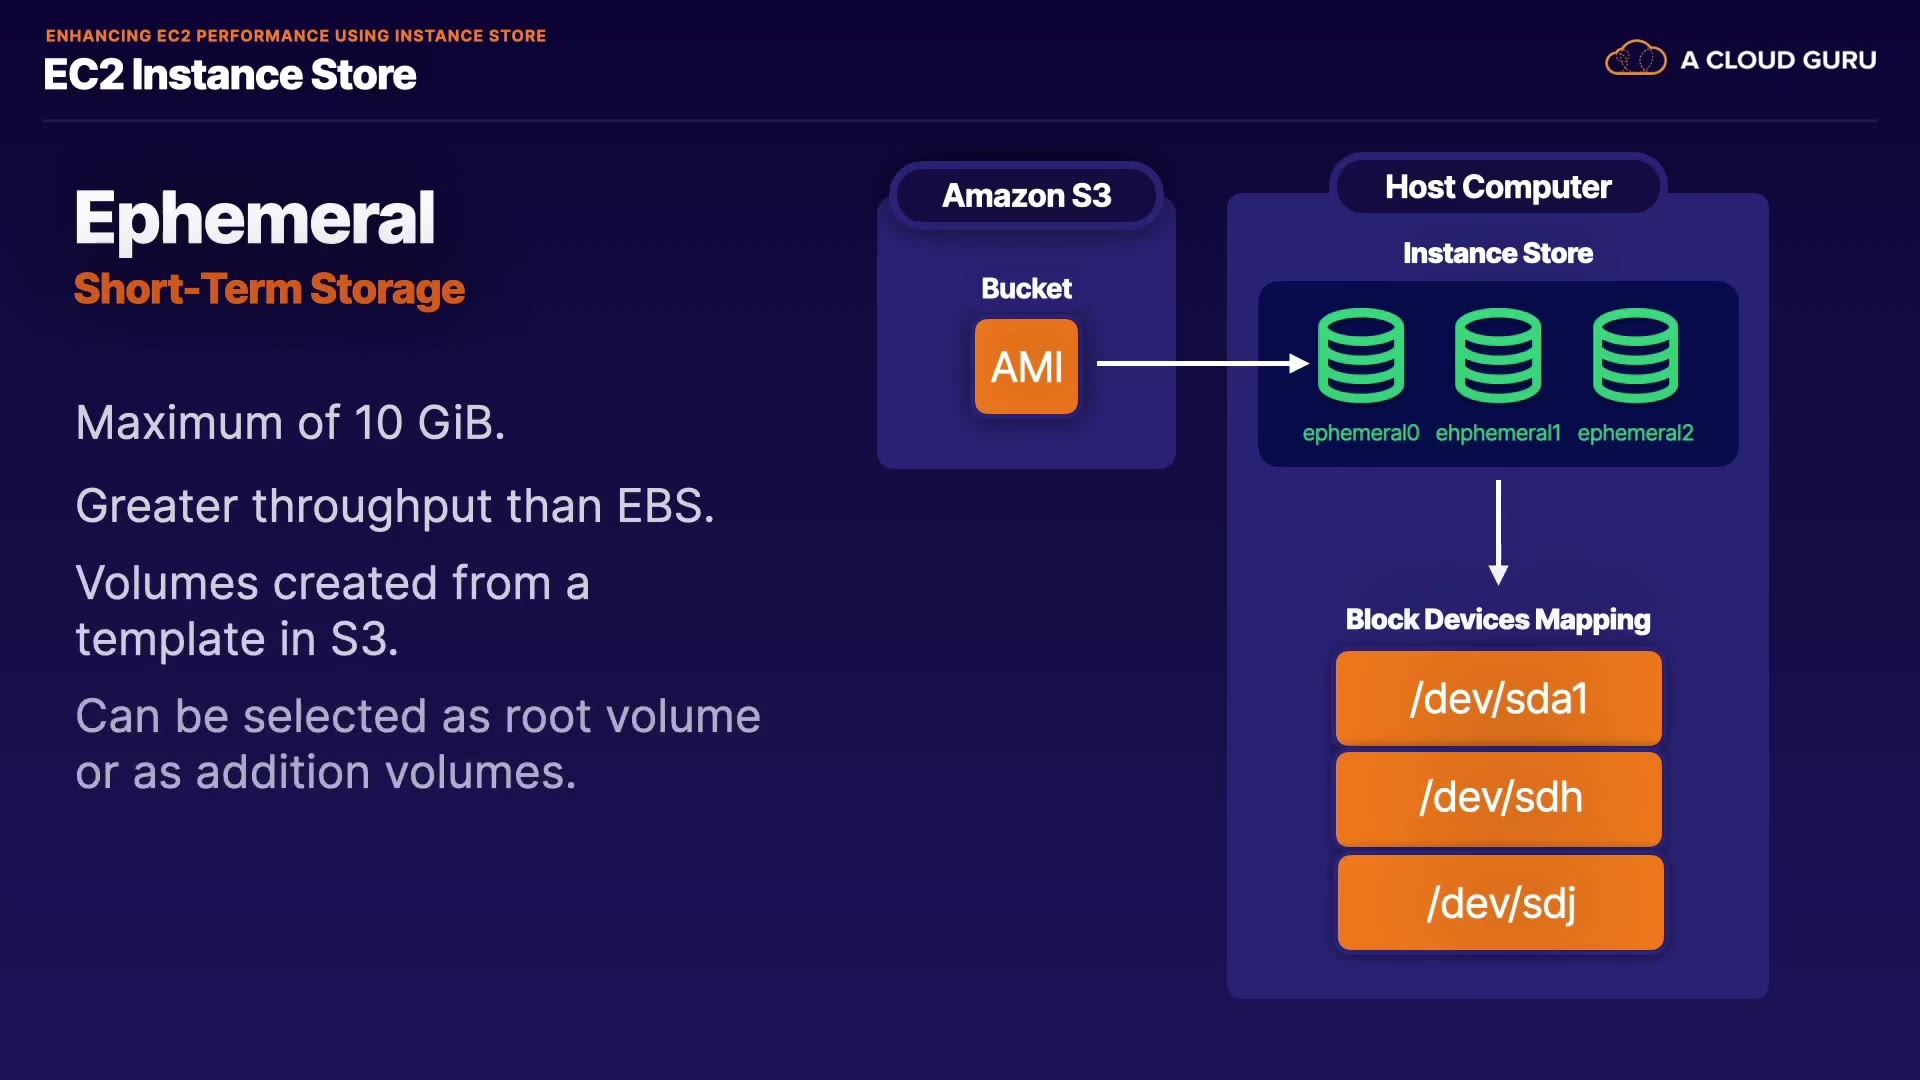 ENHANCING EC2 PERFORMANCE USING INSTANCE STORE
EC2 Instance Store
A CLOUD GURU
Ephemeral
Short-Term Storage
Maximum of 10 GiB.
Greater throughput than EBS.
Volumes created from a
template in S3.
Can be selected as root volume
or as addition volumes.
Amazon S3
Bucket
AMI
Host Computer
Instance Store
ephemeral0 ehphemeral1 ephemeral2
Block Devices Mapping
/dev/sda1
/dev/sdh
/dev/sdj